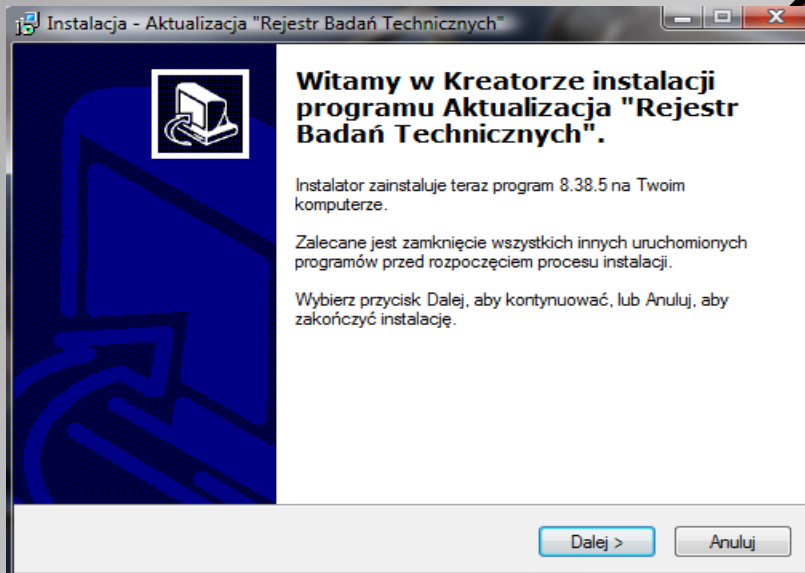 Instalacja - Aktualizacja "Rejestr Badań Technicznych"
Witamy w Kreatorze instalacji
programu Aktualizacja "Rejestr
Badań Technicznych".
Instalator zainstaluje teraz program 8.38.5 na Twoim
komputerze.
Zalecane jest zamknięcie wszystkich innych uruchomionych
programów przed rozpoczęciem procesu instalacji.
Wybierz przycisk Dalej, aby kontynuować, lub Anuluj, aby
zakończyć instalację.
Dalej >
Anuluj